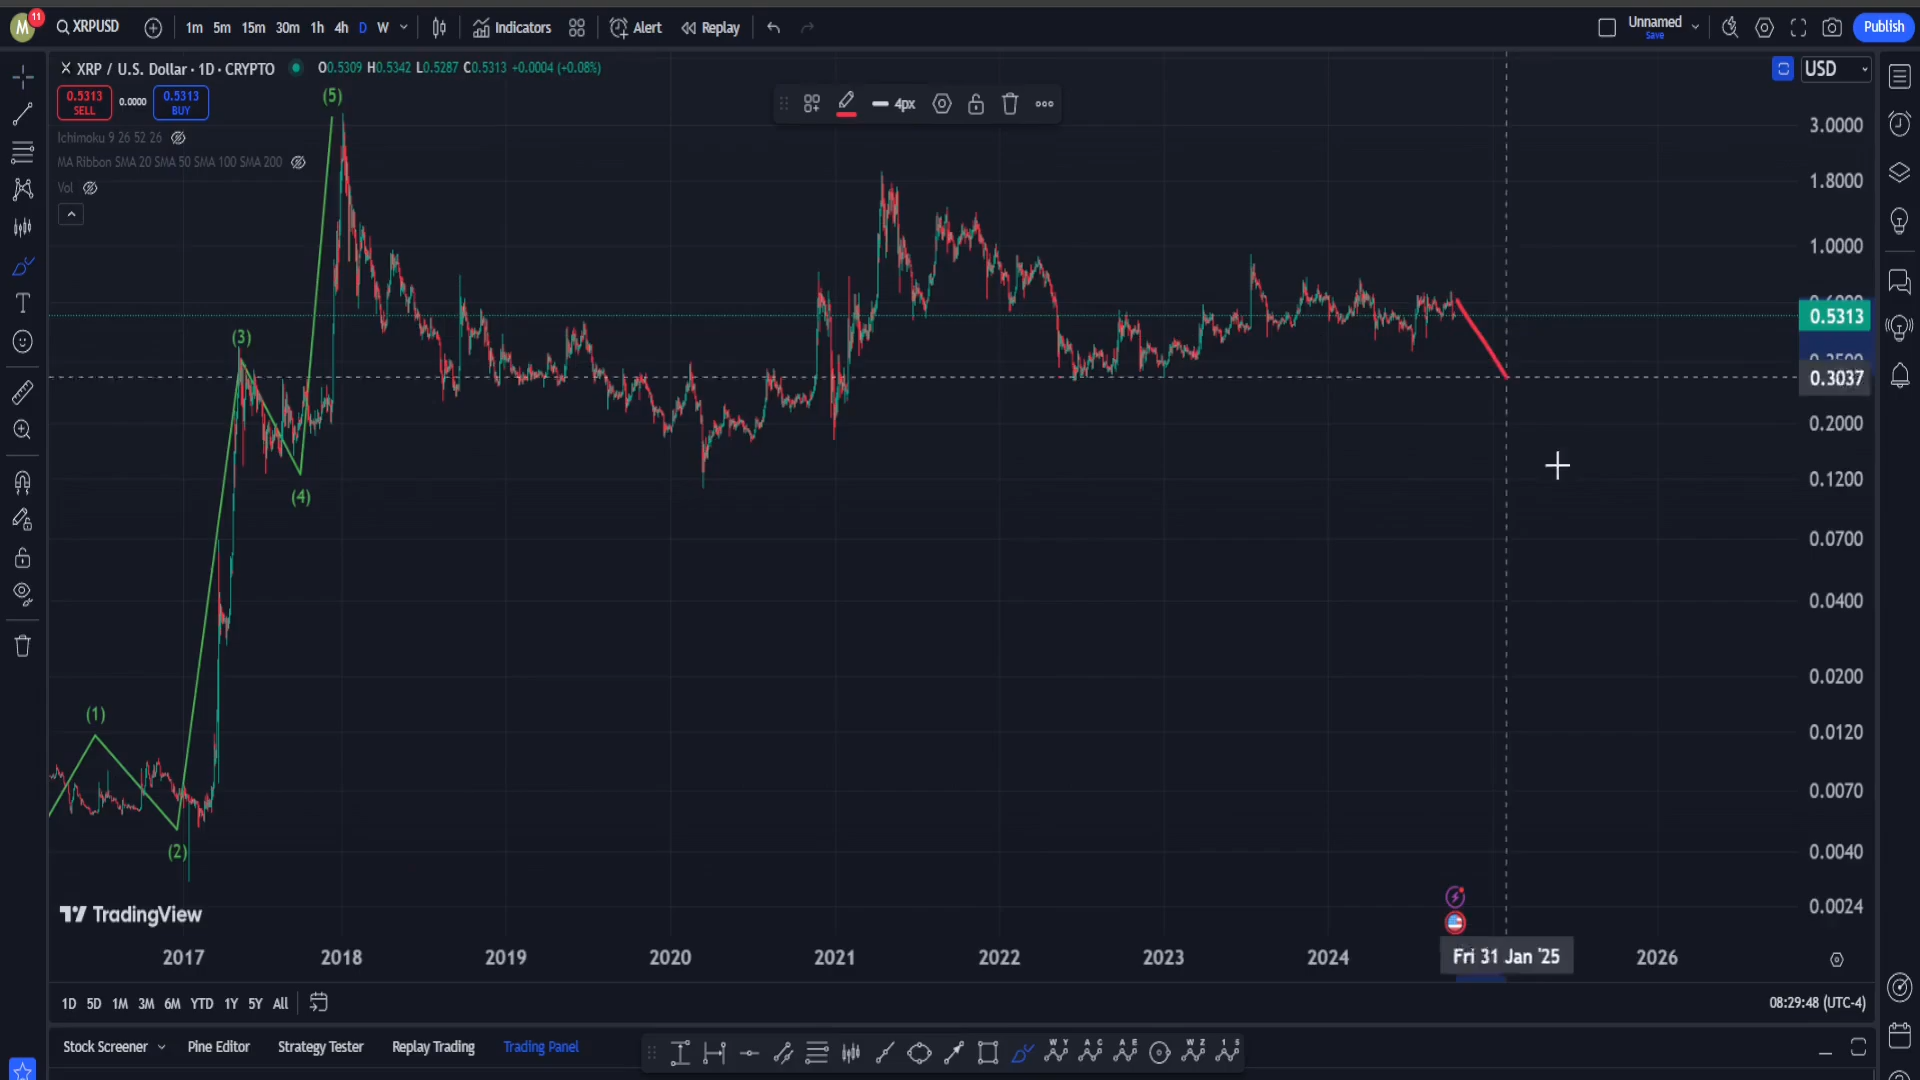 M 11 XRPUSD 1m 5m 15m 30m 1h 4h D W Indicators Alert Replay Unnamed Save Publish
XRP / U.S. Dollar · 1D · CRYPTO O0.5309 H0.5342 L0.5287 C0.5313 +0.0004 (+0.08%)
USD
0.5313 SELL 0.0000 0.5313 BUY
4px
Ichimoku 9 26 52 26
MA Ribbon SMA 20 SMA 50 SMA 100 SMA 200
Vol
(5)
(3)
(4)
(1)
(2)
3.0000
1.8000
1.0000
0.5313
0.3037
0.2000
0.1200
0.0700
0.0400
0.0200
0.0120
0.0070
0.0040
0.0024
TradingView
2017 2018 2019 2020 2021 2022 2023 2024 Fri 31 Jan '25 2026
1D 5D 1M 3M 6M YTD 1Y 5Y All
08:29:48 (UTC-4)
Stock Screener Pine Editor Strategy Tester Replay Trading Trading Panel
W Y A C A E W Z 1 5